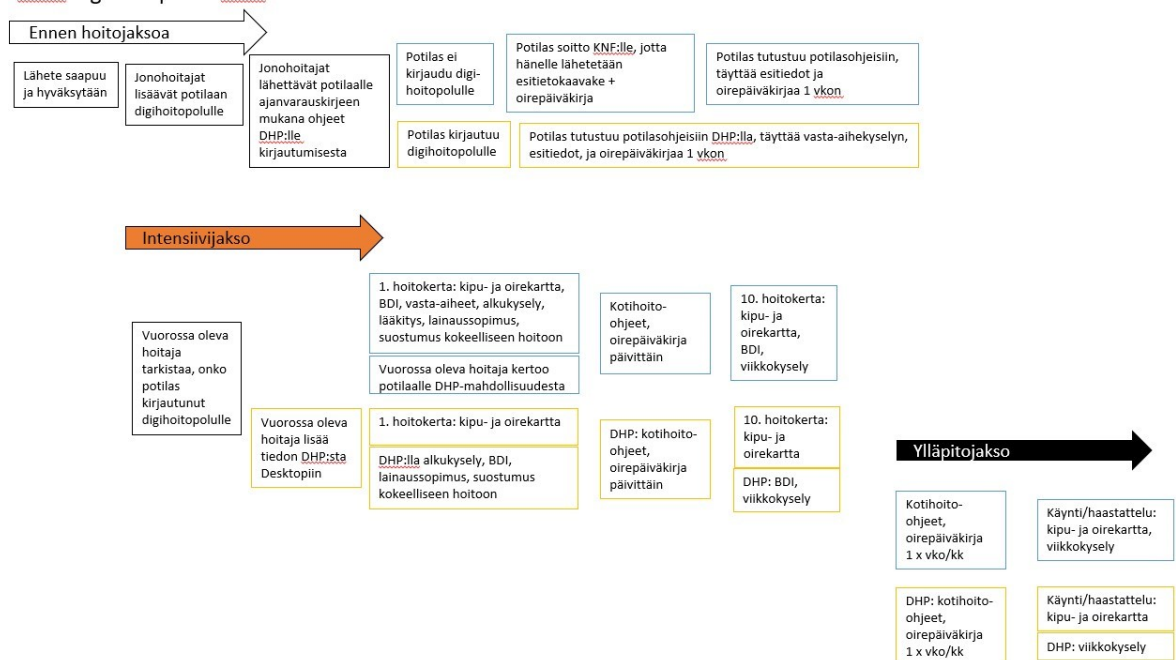 Ennen hoitojaksoa
Lähete saapuu
ja hyväksytään
Jonohoitajat
lisäävät potilaan
digihoitopolulle
Jonohoitajat
lähettävät potilaalle
ajanvarauskirjeen
mukana ohjeet
DHP:lle
kirjautumisesta
Potilas ei
kirjaudu digi-
hoitopolulle
Potilas soitto KNF:lle, jotta
hänelle lähetetään
esitietokaavake +
oirepäiväkirja
Potilas tutustuu potilasohjeisiin,
täyttää esitiedot ja
oirepäiväkirjaa 1 vkon
Potilas kirjautuu
digihoitopolulle
Potilas tutustuu potilasohjeisiin DHP:lla, täyttää vasta-aihekyselyn,
esitiedot, ja oirepäiväkirjaa 1 vkon
Intensiivijakso
Vuorossa oleva
hoitaja
tarkistaa, onko
potilas
kirjautunut
digihoitopolulle
1. hoitokerta: kipu- ja oirekartta,
BDI, vasta-aiheet, alkukysely,
lääkitys, lainaussopimus,
suostumus kokeelliseen hoitoon
Vuorossa oleva hoitaja kertoo
potilaalle DHP-mahdollisuudesta
Kotihoito-
ohjeet,
oirepäiväkirja
päivittäin
10. hoitokerta:
kipu- ja
oirekartta,
BDI,
viikkokysely
Vuorossa oleva
hoitaja lisää
tiedon DHP:sta
Desktopiin
1. hoitokerta: kipu- ja oirekartta
DHP:lla alkukysely, BDI,
lainaussopimus, suostumus
kokeelliseen hoitoon
DHP: kotihoito-
ohjeet,
oirepäiväkirja
päivittäin
10. hoitokerta:
kipu- ja
oirekartta
DHP: BDI,
viikkokysely
Ylläpitojakso
Kotihoito-
ohjeet,
oirepäiväkirja
1 x vko/kk
Käynti/haastattelu:
kipu- ja oirekartta,
viikkokysely
DHP: kotihoito-
ohjeet,
oirepäiväkirja
1 x vko/kk
Käynti/haastattelu:
kipu- ja oirekartta
DHP: viikkokysely